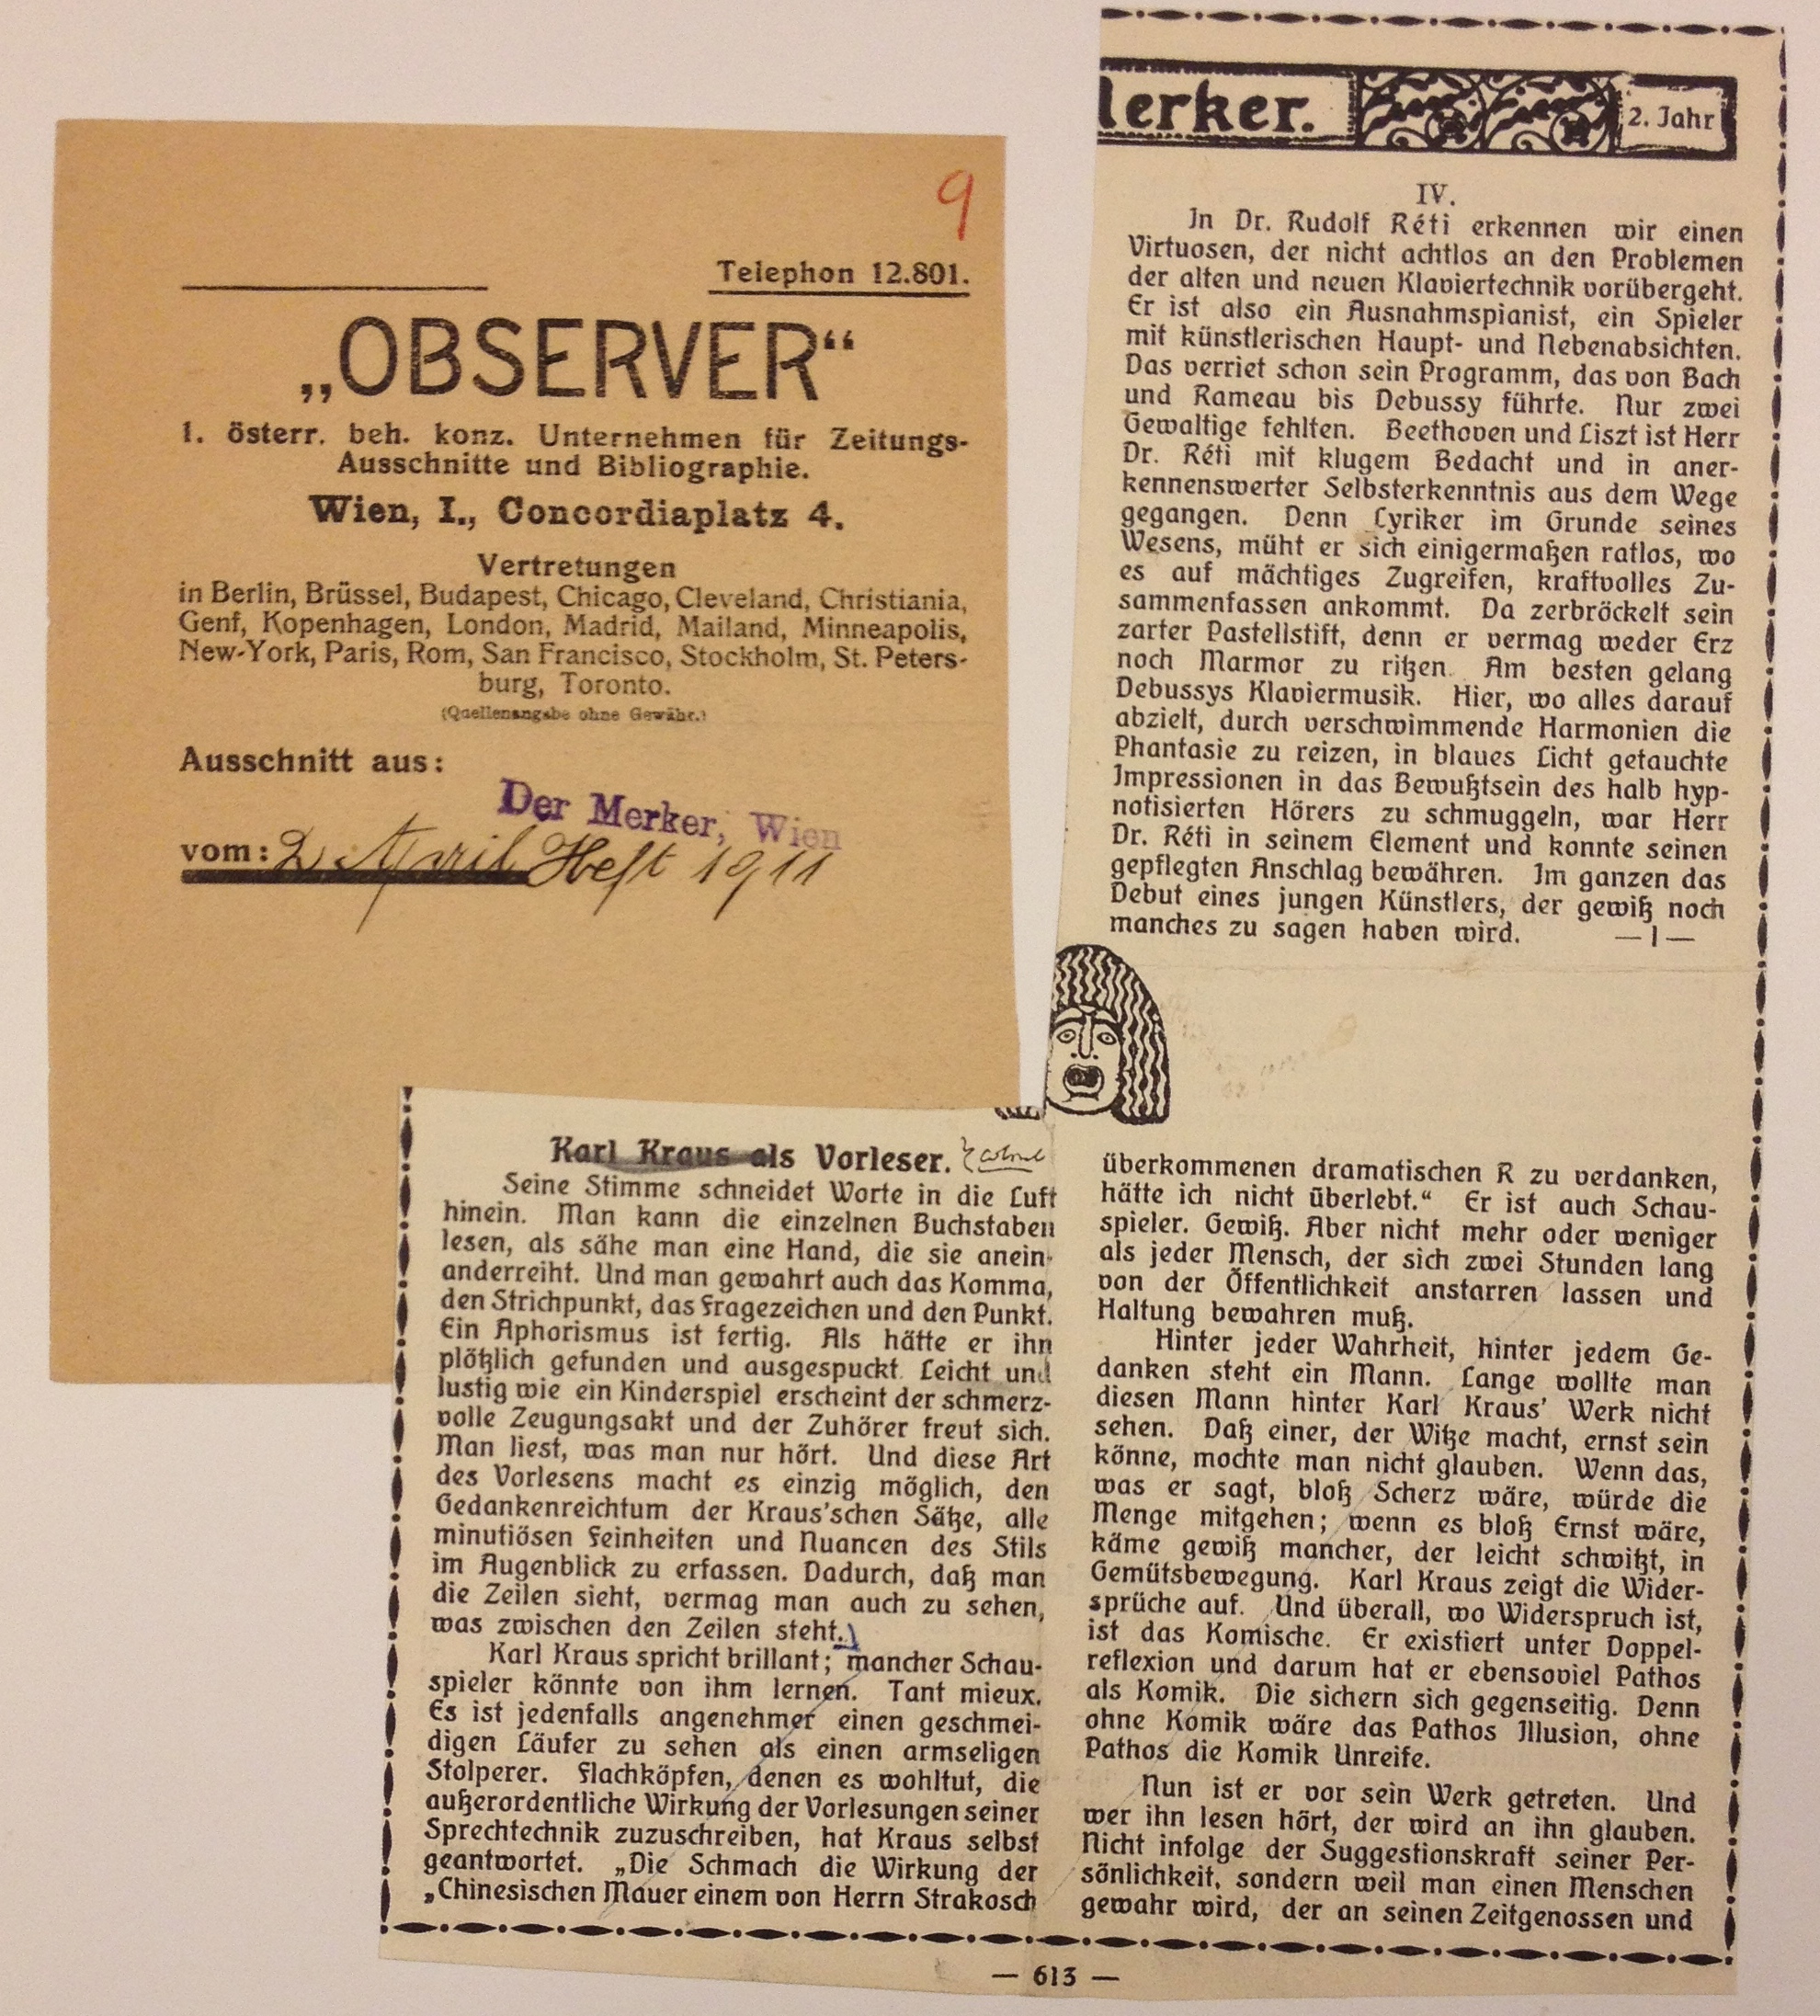 9
Telephon 12.801.
„OBSERVER“
I. österr. beh. konz. Unternehmen für Zeitungs-
Ausschnitte und Bibliographie.
Wien, I., Concordiaplatz 4.
Vertretungen
in Berlin, Brüssel, Budapest, Chicago, Cleveland, Christiania,
Genf, Kopenhagen, London, Madrid, Mailand, Minneapolis,
New-York, Paris, Rom, San Francisco, Stockholm, St. Peters-
burg, Toronto.
(Quellenangabe ohne Gewähr.)
Ausschnitt aus:
Der Merker, Wien
vom: 2 April Heft 1911
lerker.
2. Jahr
IV.
In Dr. Rudolf Réti erkennen wir einen
Virtuosen, der nicht achtlos an den Problemen
der alten und neuen Klaviertechnik vorübergeht.
Er ist also ein Ausnahmspianist, ein Spieler
mit künstlerischen Haupt- und Nebenabsichten.
Das verriet schon sein Programm, das von Bach
und Rameau bis Debussy führte. Nur zwei
Gewaltige fehlten. Beethoven und Liszt ist Herr
Dr. Réti mit klugem Bedacht und in aner-
kennenswerter Selbsterkenntnis aus dem Wege
gegangen. Denn Lyriker im Grunde seines
Wesens, müht er sich einigermaßen ratlos, wo
es auf mächtiges Zugreifen, kraftvolles Zu-
sammenfassen ankommt. Da zerbröckelt sein
zarter Pastellstift, denn er vermag weder Erz
noch Marmor zu ritzen. Am besten gelang
Debussys Klaviermusik. Hier, wo alles darauf
abzielt, durch verschwimmende Harmonien die
Phantasie zu reizen, in blaues Licht getauchte
Impressionen in das Bewußtsein des halb hyp-
notisierten Hörers zu schmuggeln, war Herr
Dr. Réti in seinem Element und konnte seinen
gepflegten Anschlag bewähren. Im ganzen das
Debut eines jungen Künstlers, der gewiß noch
manches zu sagen haben wird. — l —
Karl Kraus als Vorleser.
Seine Stimme schneidet Worte in die Luft
hinein. Man kann die einzelnen Buchstaben
lesen, als sähe man eine Hand, die sie anein-
anderreiht. Und man gewahrt auch das Komma,
den Strichpunkt, das Fragezeichen und den Punkt.
Ein Aphorismus ist fertig. Als hätte er ihn
plötzlich gefunden und ausgespuckt. Leicht und
lustig wie ein Kinderspiel erscheint der schmerz-
volle Zeugungsakt und der Zuhörer freut sich.
Man liest, was man nur hört. Und diese Art
des Vorlesens macht es einzig möglich, den
Gedankenreichtum der Kraus'schen Sätze, alle
minutiösen Feinheiten und Nuancen des Stils
im Augenblick zu erfassen. Dadurch, daß man
die Zeilen sieht, vermag man auch zu sehen,
was zwischen den Zeilen steht.
Karl Kraus spricht brillant; mancher Schau-
spieler könnte von ihm lernen. Tant mieux.
Es ist jedenfalls angenehmer einen geschmei-
digen Läufer zu sehen als einen armseligen
Stolperer. Flachköpfen, denen es wohltut, die
außerordentliche Wirkung der Vorlesungen seiner
Sprechtechnik zuzuschreiben, hat Kraus selbst
geantwortet. „Die Schmach die Wirkung der
„Chinesischen Mauer einem von Herrn Strakosch
überkommenen dramatischen R zu verdanken,
hätte ich nicht überlebt.“ Er ist auch Schau-
spieler. Gewiß. Aber nicht mehr oder weniger
als jeder Mensch, der sich zwei Stunden lang
von der Öffentlichkeit anstarren lassen und
Haltung bewahren muß.
Hinter jeder Wahrheit, hinter jedem Ge-
danken steht ein Mann. Lange wollte man
diesen Mann hinter Karl Kraus' Werk nicht
sehen. Daß einer, der Witze macht, ernst sein
könne, mochte man nicht glauben. Wenn das,
was er sagt, bloß Scherz wäre, würde die
Menge mitgehen; wenn es bloß Ernst wäre,
käme gewiß mancher, der leicht schwitzt, in
Gemütsbewegung. Karl Kraus zeigt die Wider-
sprüche auf. Und überall, wo Widerspruch ist,
ist das Komische. Er existiert unter Doppel-
reflexion und darum hat er ebensoviel Pathos
als Komik. Die sichern sich gegenseitig. Denn
ohne Komik wäre das Pathos Illusion, ohne
Pathos die Komik Unreife.
Nun ist er vor sein Werk getreten. Und
wer ihn lesen hört, der wird an ihn glauben.
Nicht infolge der Suggestionskraft seiner Per-
sönlichkeit, sondern weil man einen Menschen
gewahr wird, der an seinen Zeitgenossen und
— 613 —